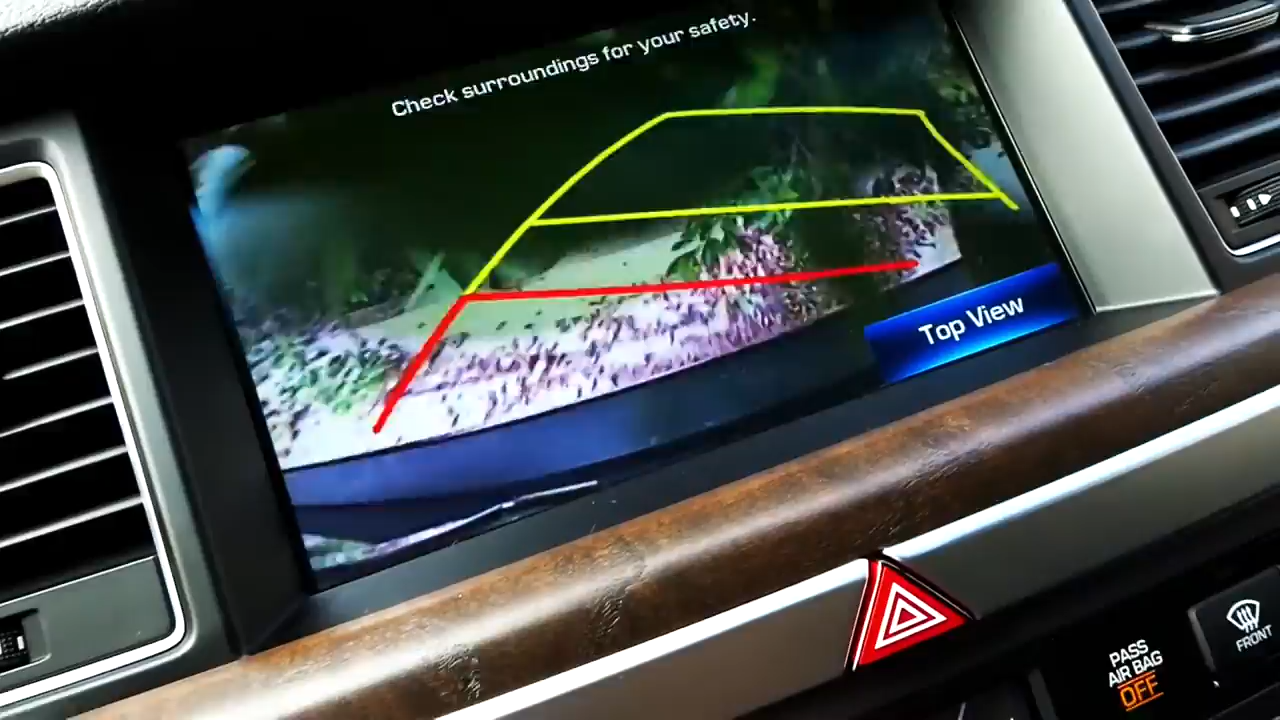 Check surroundings for your safety.
Top View
PASS
AIR BAG
OFF
FRONT